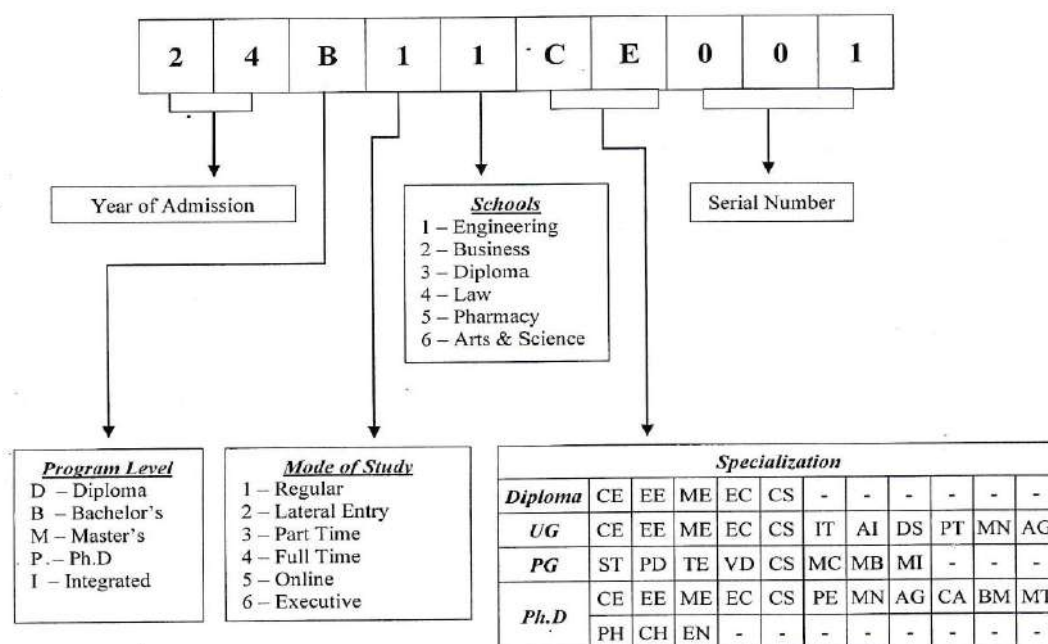 2 4 B 1 1 C E 0 0 1
Year of Admission
Schools
1 – Engineering
2 – Business
3 – Diploma
4 – Law
5 – Pharmacy
6 – Arts & Science
Serial Number
Program Level
D – Diploma
B – Bachelor's
M – Master's
P – Ph.D
I – Integrated
Mode of Study
1 – Regular
2 – Lateral Entry
3 – Part Time
4 – Full Time
5 – Online
6 – Executive
Specialization
Diploma CE EE ME EC CS - - - - - -
UG CE EE ME EC CS IT AI DS PT MN AG
PG ST PD TE VD CS MC MB MI - - -
Ph.D CE EE ME EC CS PE MN AG CA BM MT
PH CH EN - - - - - - - -